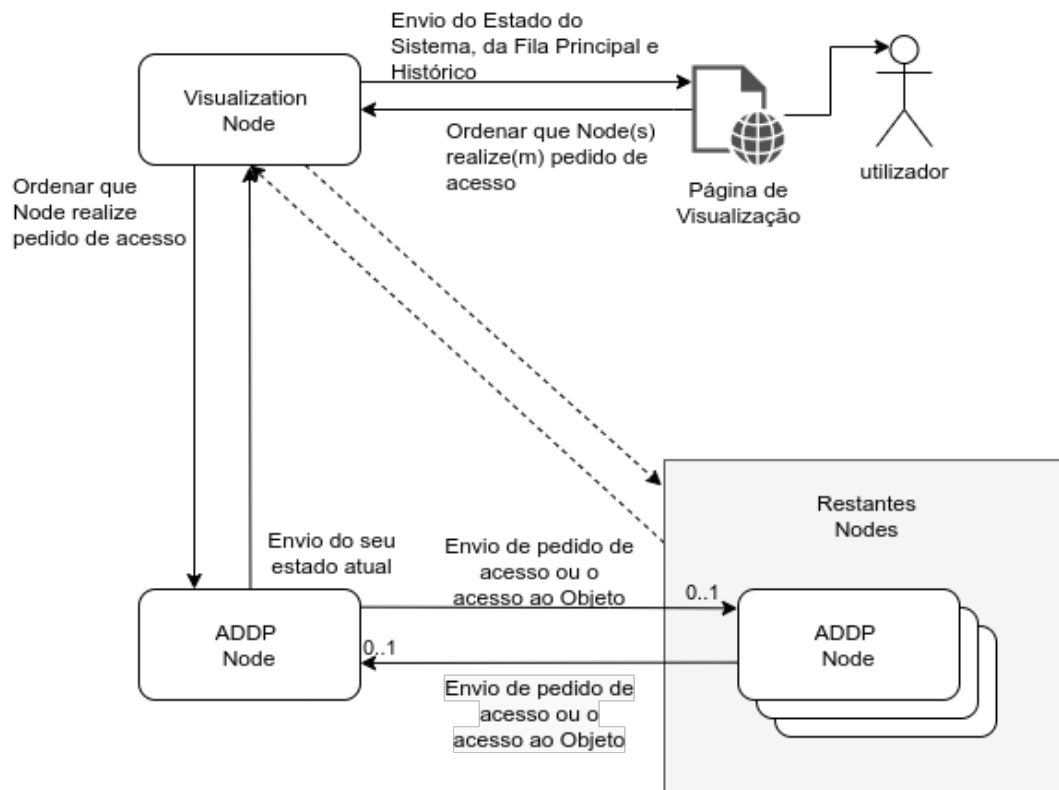 Envio do Estado do
Sistema, da Fila Principal e
Histórico
Visualization
Node
Ordenar que Node(s)
realize(m) pedido de
acesso
utilizador
Página de
Visualização
Ordenar que
Node realize
pedido de acesso
Restantes
Nodes
Envio do seu
estado atual
Envio de pedido de
acesso ou o
acesso ao Objeto
0..1
ADDP
Node
0..1
ADDP
Node
Envio de pedido de
acesso ou o
acesso ao Objeto